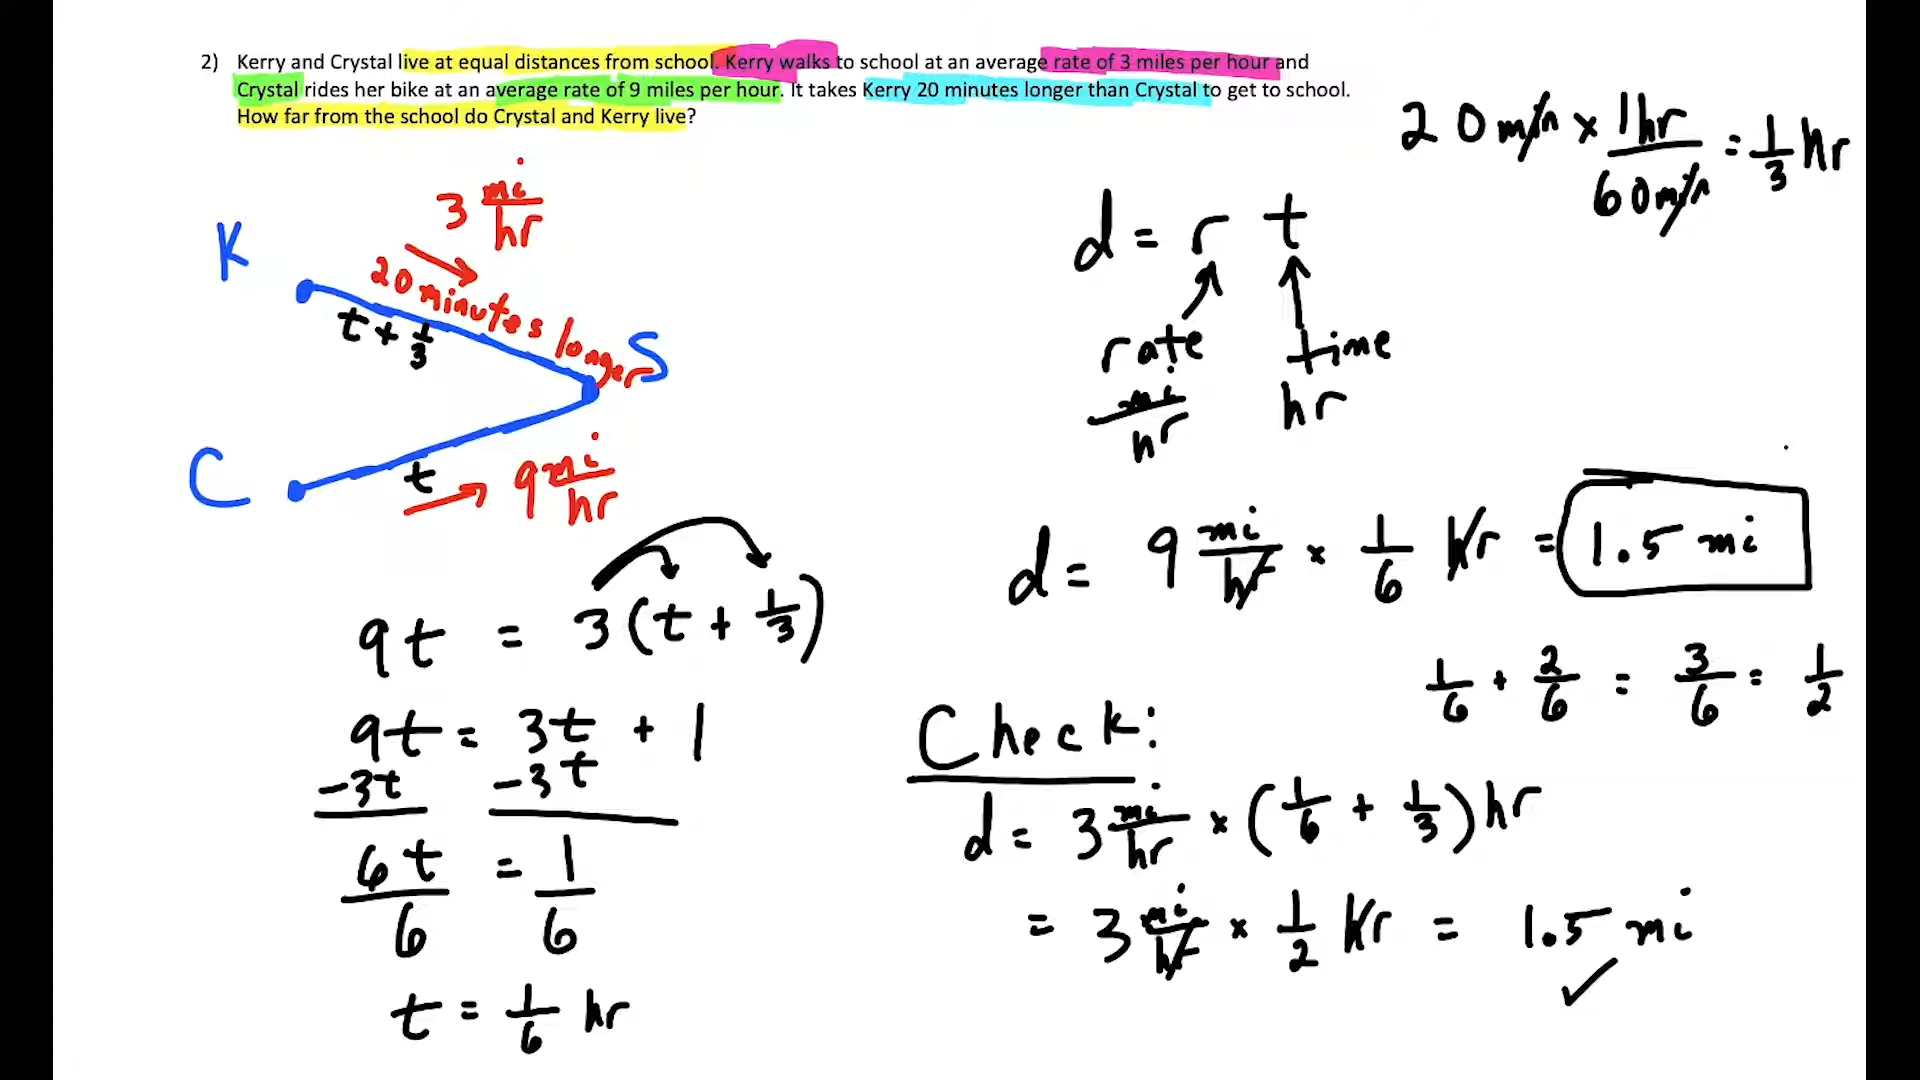 2) Kerry and Crystal live at equal distances from school. Kerry walks to school at an average rate of 3 miles per hour and
Crystal rides her bike at an average rate of 9 miles per hour. It takes Kerry 20 minutes longer than Crystal to get to school.
How far from the school do Crystal and Kerry live?
20 min × 1hr/60min = 1/3 hr
3 mi/hr
K
20 minutes longer
t + 1/3
S
C
t
9 mi/hr
d = r t
rate time
mi/hr hr
9t = 3(t + 1/3)
9t = 3t + 1
-3t -3t
6t/6 = 1/6
t = 1/6 hr
d = 9 mi/hr × 1/6 hr = 1.5 mi
1/6 + 2/6 = 3/6 = 1/2
Check:
d = 3 mi/hr × (1/6 + 1/3) hr
= 3 mi/hr × 1/2 hr = 1.5 mi ✓